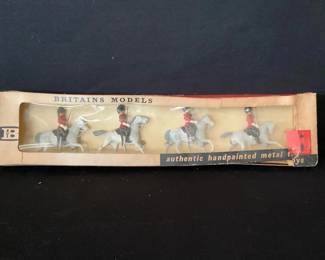 BRITAINS MODELS
B
authentic handpainted metal